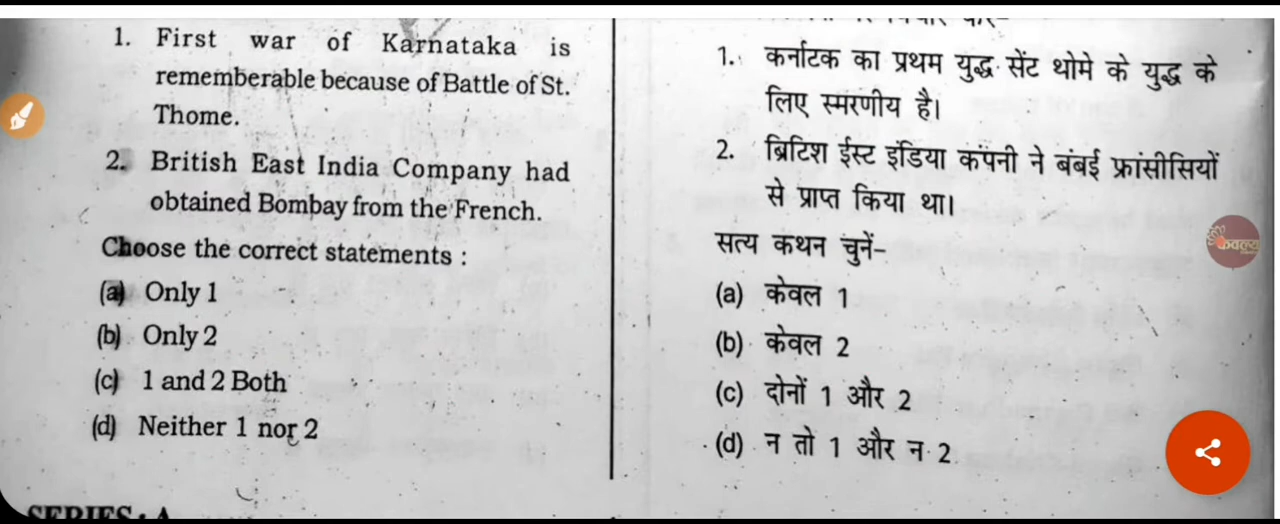 1. First war of Karnataka is
rememberable because of Battle of St.
Thome.
2. British East India Company had
obtained Bombay from the French.
Choose the correct statements :
(a) Only 1
(b) Only 2
(c) 1 and 2 Both
(d) Neither 1 nor 2
SERIES : A
1. कर्नाटक का प्रथम युद्ध सेंट थोमे के युद्ध के
लिए स्मरणीय है।
2. ब्रिटिश ईस्ट इंडिया कंपनी ने बंबई फ्रांसीसियों
से प्राप्त किया था।
सत्य कथन चुनें-
(a) केवल 1
(b) केवल 2
(c) दोनों 1 और 2
(d) न तो 1 और न 2
कैवल्य